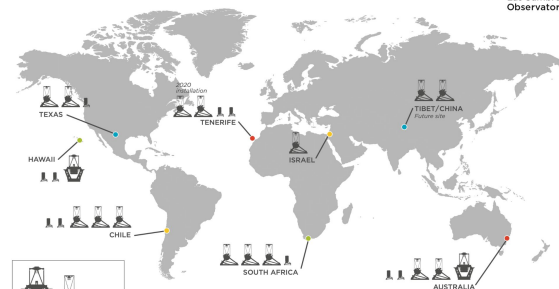 Observator
2020
installation
TEXAS
TENERIFE
TIBET/CHINA
Future site
HAWAII
ISRAEL
CHILE
SOUTH AFRICA
AUSTRALIA